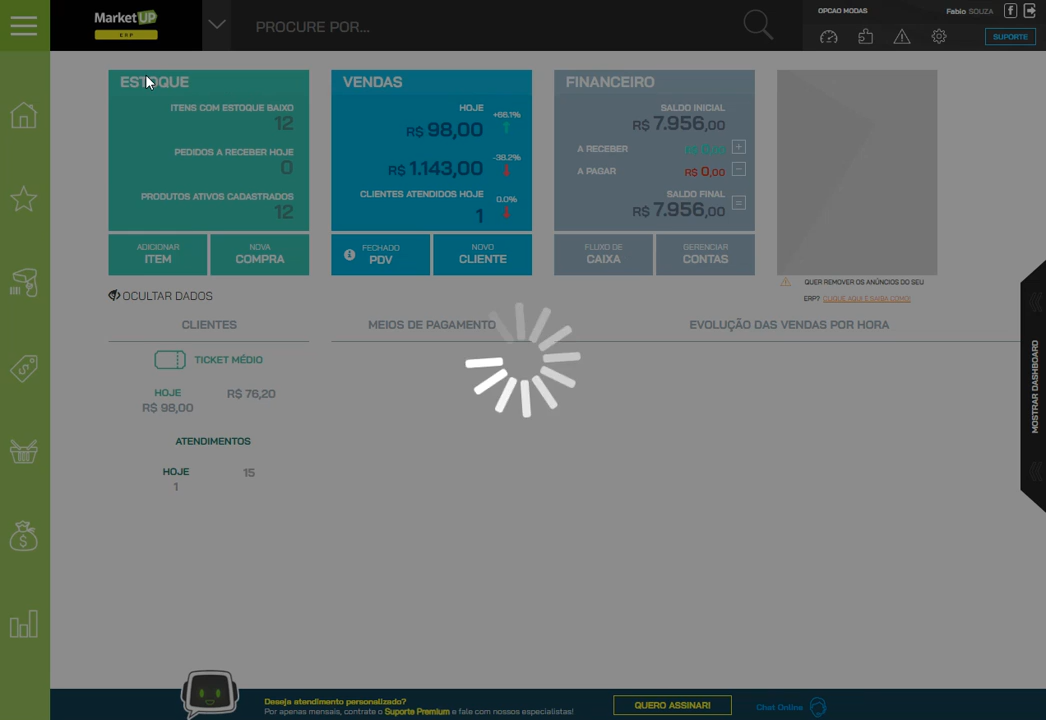 MarketUP
ERP
PROCURE POR...
OPCAO MODAS
Fabio SOUZA
SUPORTE
ESTOQUE
ITENS COM ESTOQUE BAIXO
12
PEDIDOS A RECEBER HOJE
0
PRODUTOS ATIVOS CADASTRADOS
12
ADICIONAR
ITEM
NOVA
COMPRA
VENDAS
HOJE
R$ 98,00
+66.1%
R$ 1.143,00
-38.2%
CLIENTES ATENDIDOS HOJE
1
0.0%
FECHADO
PDV
NOVO
CLIENTE
FINANCEIRO
SALDO INICIAL
R$ 7.956,00
A RECEBER
R$ 0,00
A PAGAR
R$ 0,00
SALDO FINAL
R$ 7.956,00
FLUXO DE
CAIXA
GERENCIAR
CONTAS
QUER REMOVER OS ANÚNCIOS DO SEU
ERP? CLIQUE AQUI E SAIBA COMO!
OCULTAR DADOS
CLIENTES
TICKET MÉDIO
HOJE
R$ 98,00
R$ 76,20
ATENDIMENTOS
HOJE
1
15
MEIOS DE PAGAMENTO
EVOLUÇÃO DAS VENDAS POR HORA
MOSTRAR DASHBOARD
Deseja atendimento personalizado?
Por apenas mensais, contrate o Suporte Premium e fale com nossos especialistas!
QUERO ASSINAR!
Chat Online